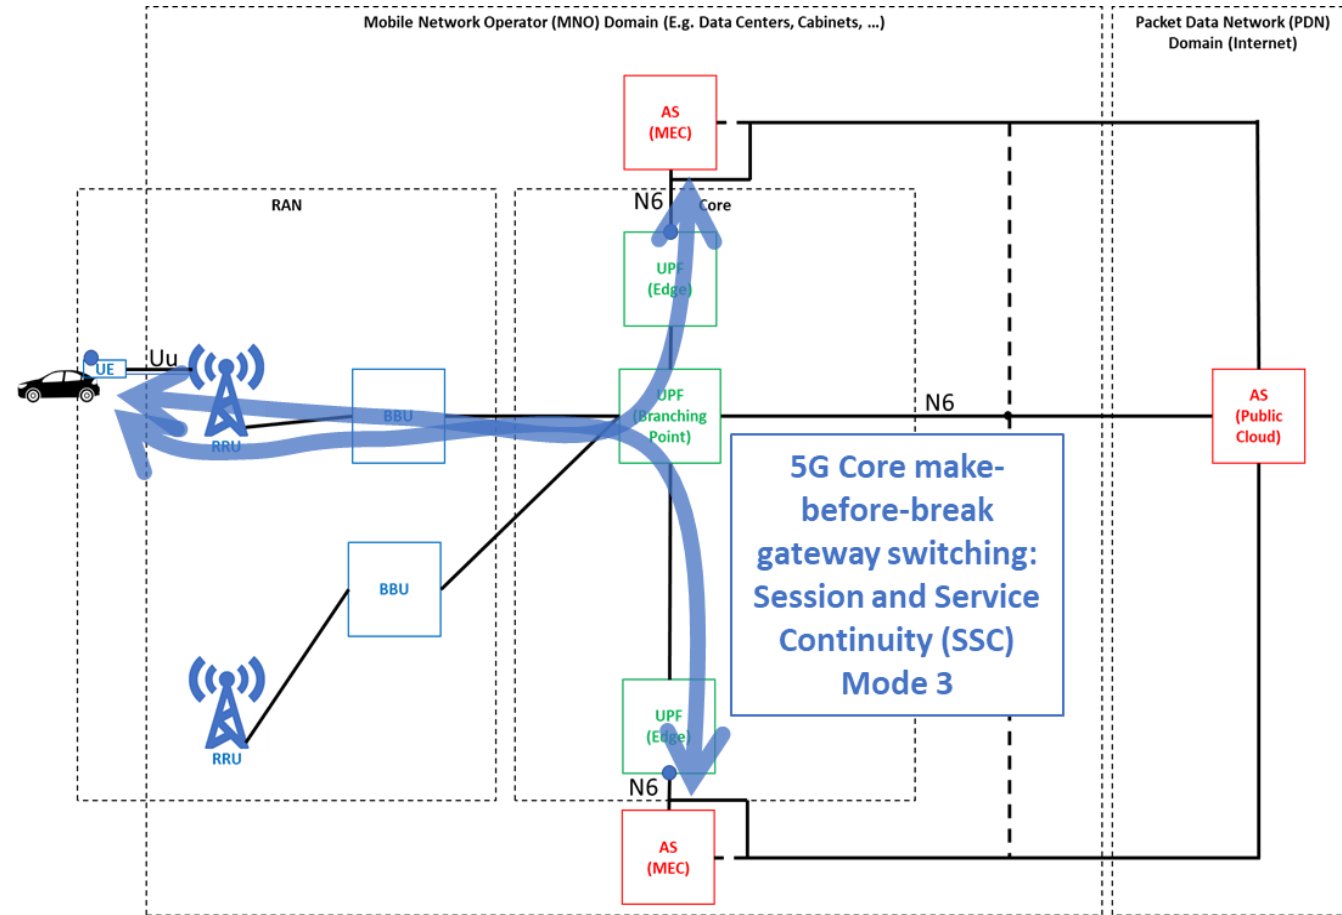 Mobile Network Operator (MNO) Domain (E.g. Data Centers, Cabinets, ...)
Packet Data Network (PDN)
Domain (Internet)
AS
(MEC)
RAN
N6
Core
UPF
(Edge)
UE
Uu
RRU
BBU
UPF
(Branching
Point)
N6
AS
(Public
Cloud)
5G Core make-
before-break
gateway switching:
Session and Service
Continuity (SSC)
Mode 3
BBU
RRU
UPF
(Edge)
N6
AS
(MEC)